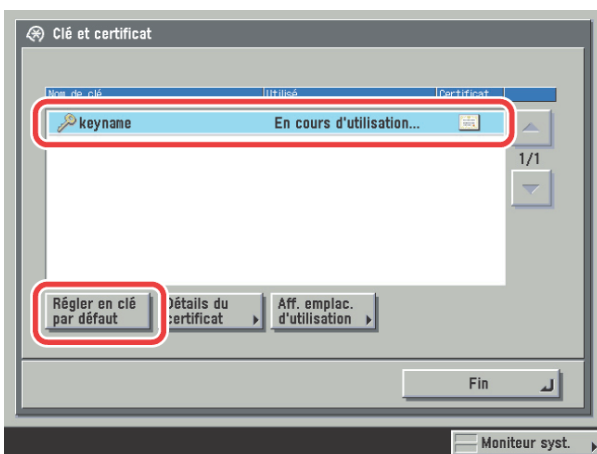 Clé et certificat
Nom de clé Utilisé Certificat
keyname En cours d'utilisation...
1/1
Régler en clé par défaut
Détails du certificat
Aff. emplac. d'utilisation
Fin
Moniteur syst.